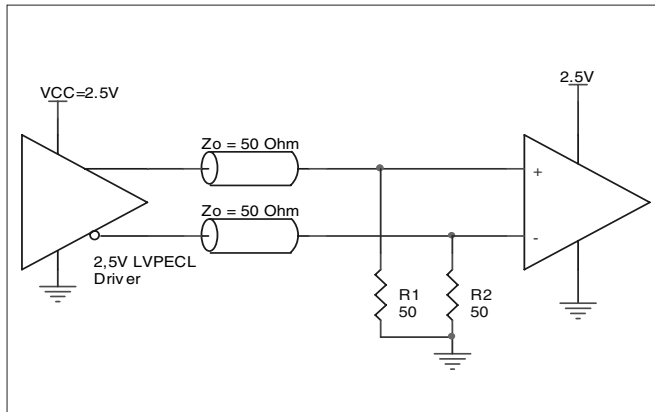 VCC=2.5V
2.5V
Zo = 50 Ohm
+
Zo = 50 Ohm
-
2,5V LVPECL
Driver
R1
50
R2
50